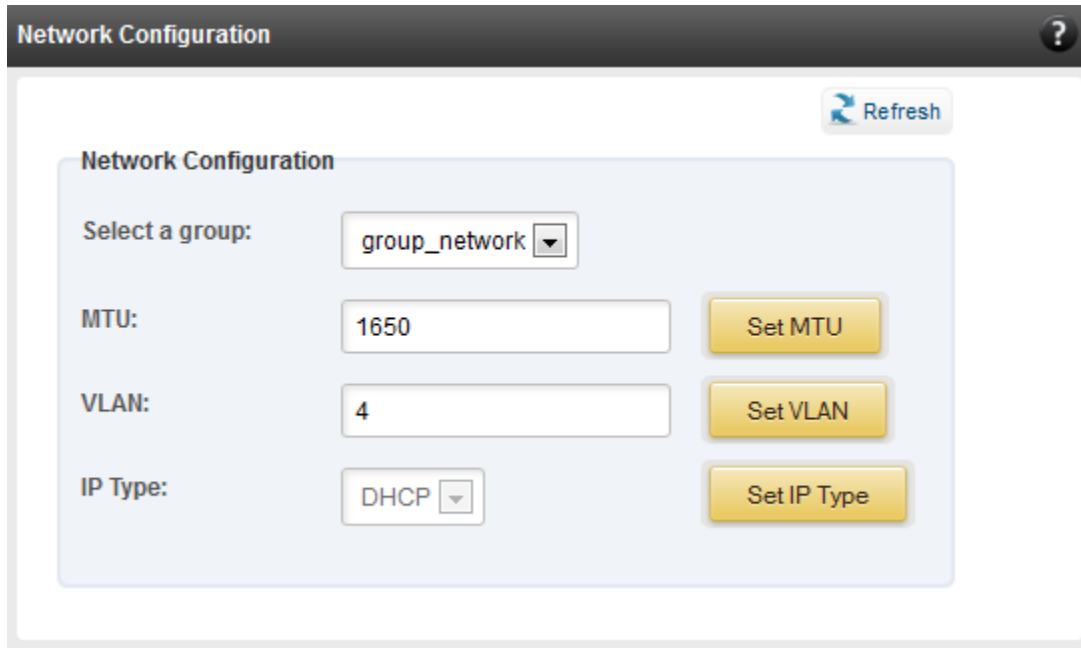 Network Configuration
?
Refresh
Network Configuration
Select a group: group_network
MTU: 1650 Set MTU
VLAN: 4 Set VLAN
IP Type: DHCP Set IP Type